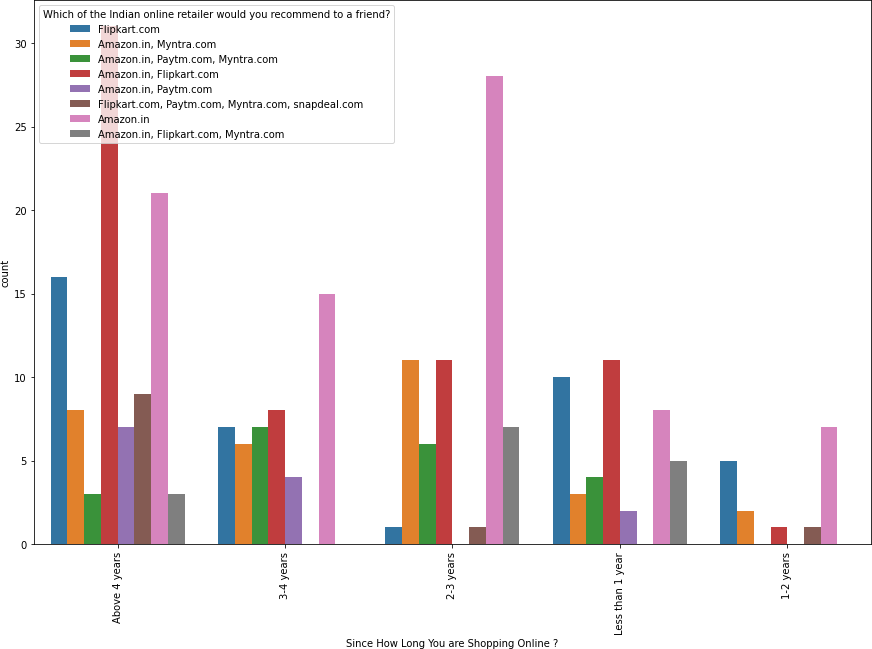 Which of the Indian online retailer would you recommend to a friend?
Flipkart.com
Amazon.in, Myntra.com
Amazon.in, Paytm.com, Myntra.com
Amazon.in, Flipkart.com
Amazon.in, Paytm.com
Flipkart.com, Paytm.com, Myntra.com, snapdeal.com
Amazon.in
Amazon.in, Flipkart.com, Myntra.com
30
25
20
15
10
5
0
count
Above 4 years
3-4 years
2-3 years
Less than 1 year
1-2 years
Since How Long You are Shopping Online ?